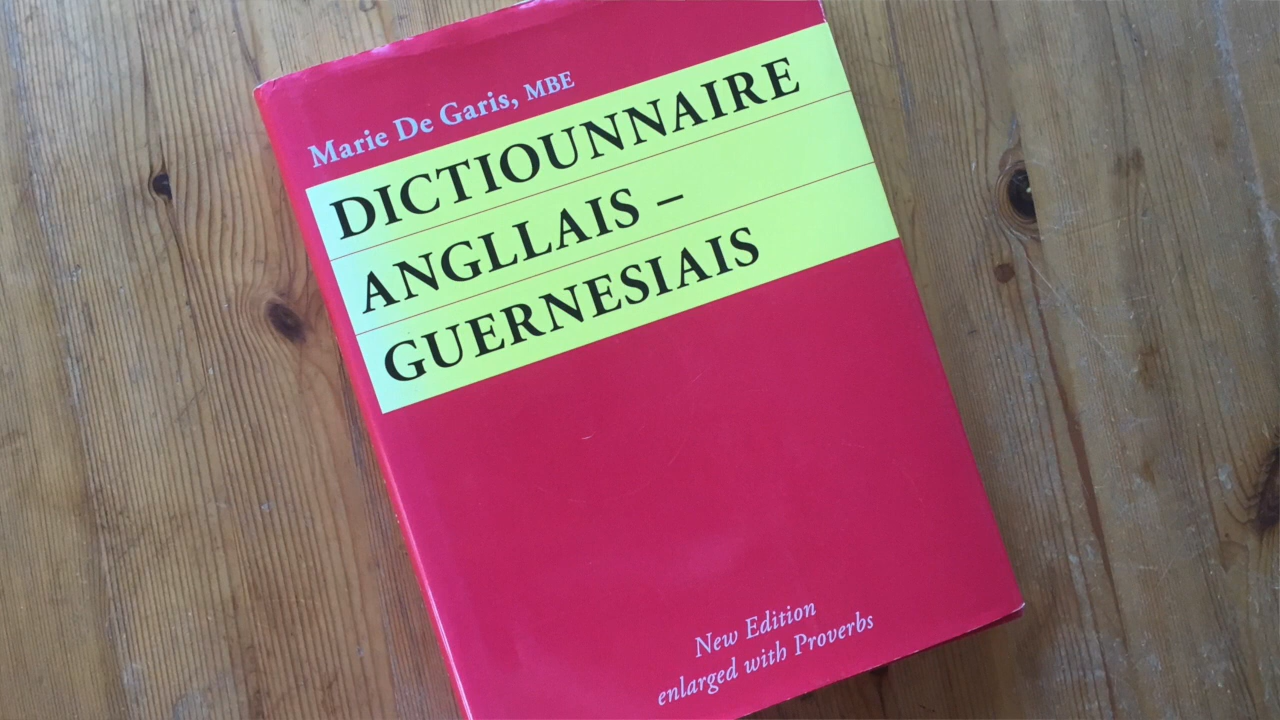 Marie De Garis, MBE
DICTIOUNNAIRE
ANGLLAIS –
GUERNESIAIS
New Edition
enlarged with Proverbs